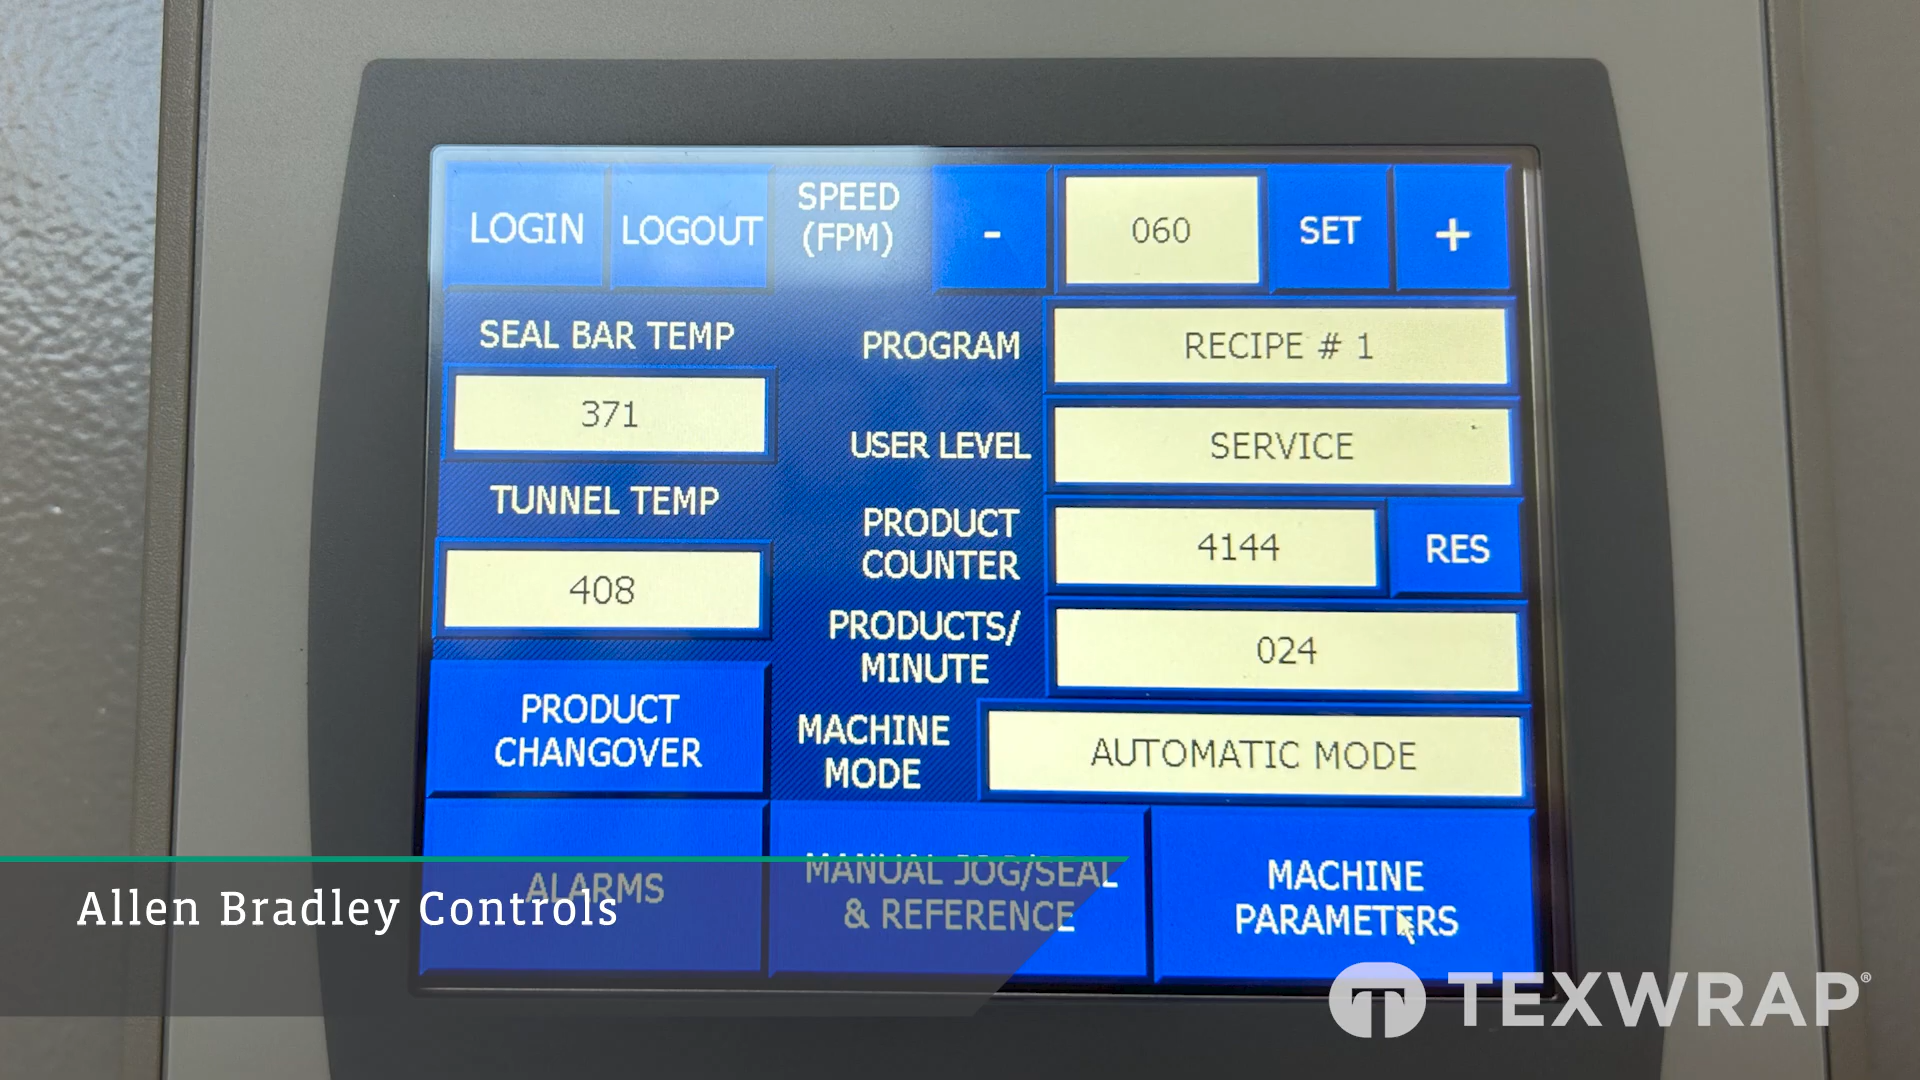 LOGIN
LOGOUT
SPEED
(FPM)
-
060
SET
+
SEAL BAR TEMP
371
TUNNEL TEMP
408
PROGRAM
RECIPE # 1
USER LEVEL
SERVICE
PRODUCT
COUNTER
4144
RES
PRODUCTS/
MINUTE
024
PRODUCT
CHANGOVER
MACHINE
MODE
AUTOMATIC MODE
ALARMS
MANUAL JOG/SEAL
& REFERENCE
MACHINE
PARAMETERS
Allen Bradley Controls
TEXWRAP®